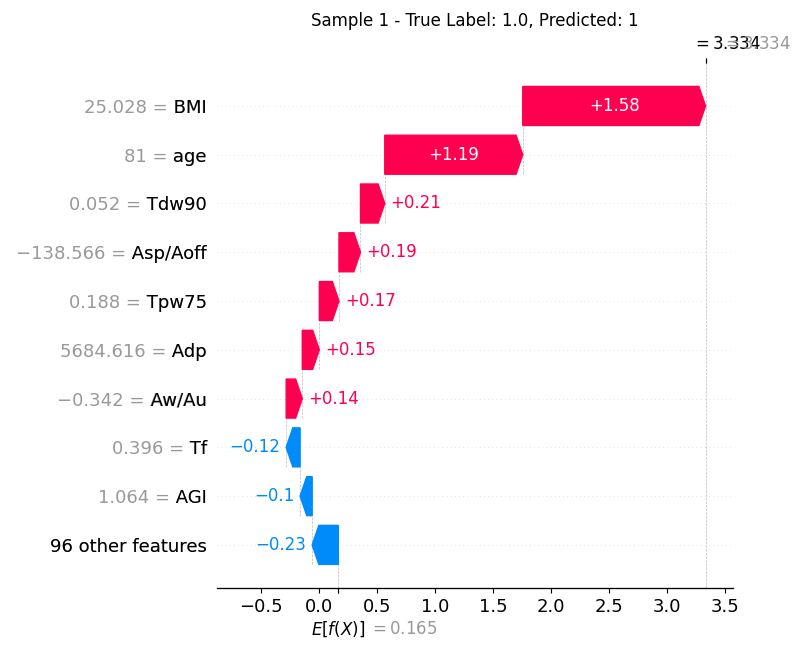 Sample 1 - True Label: 1.0, Predicted: 1
= 3.334
= 3.334
25.028 = BMI
+1.58
81 = age
+1.19
0.052 = Tdw90
+0.21
−138.566 = Asp/Aoff
+0.19
0.188 = Tpw75
+0.17
5684.616 = Adp
+0.15
−0.342 = Aw/Au
+0.14
0.396 = Tf
−0.12
1.064 = AGI
−0.1
96 other features
−0.23
−0.5 0.0 0.5 1.0 1.5 2.0 2.5 3.0 3.5
E[f(X)] = 0.165